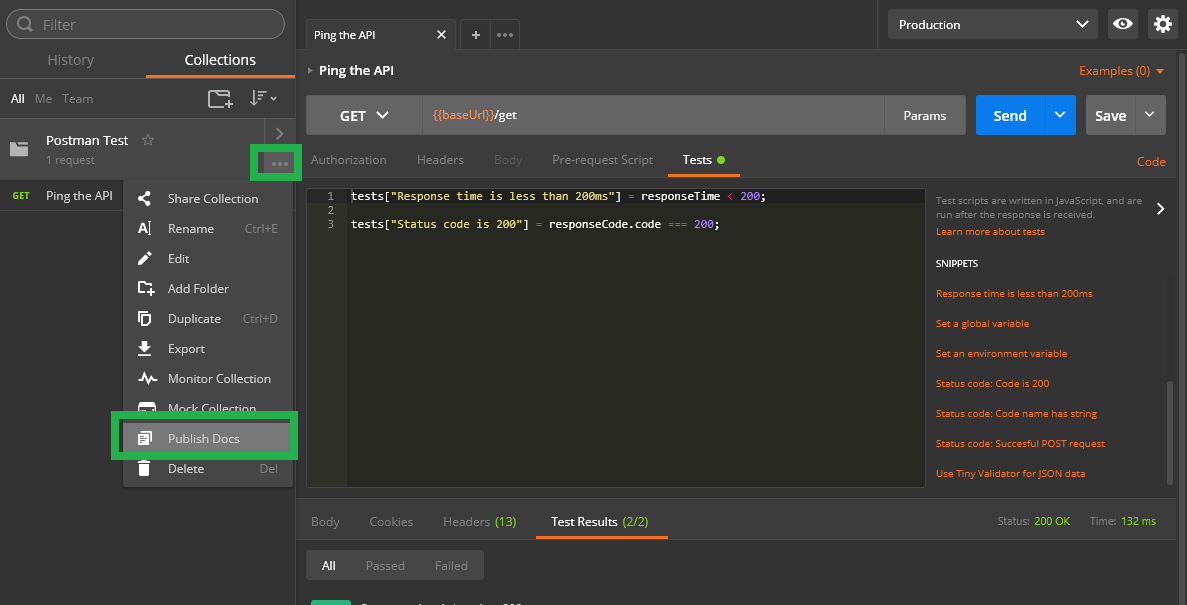 Filter
History
Collections
All Me Team
Postman Test
1 request
GET Ping the API
Share Collection
Rename Ctrl+E
Edit
Add Folder
Duplicate Ctrl+D
Export
Monitor Collection
Mock Collection
Publish Docs
Delete Del
Ping the API
Production
Ping the API
Examples (0)
GET
{{baseUrl}}/get
Params
Send
Save
Authorization
Headers
Body
Pre-request Script
Tests
Code
1 tests["Response time is less than 200ms"] = responseTime < 200;
2
3 tests["Status code is 200"] = responseCode.code === 200;
Test scripts are written in JavaScript, and are
run after the response is received.
Learn more about tests
SNIPPETS
Response time is less than 200ms
Set a global variable
Set an environment variable
Status code: Code is 200
Status code: Code name has string
Status code: Succesful POST request
Use Tiny Validator for JSON data
Body
Cookies
Headers (13)
Test Results (2/2)
Status: 200 OK
Time: 132 ms
All
Passed
Failed